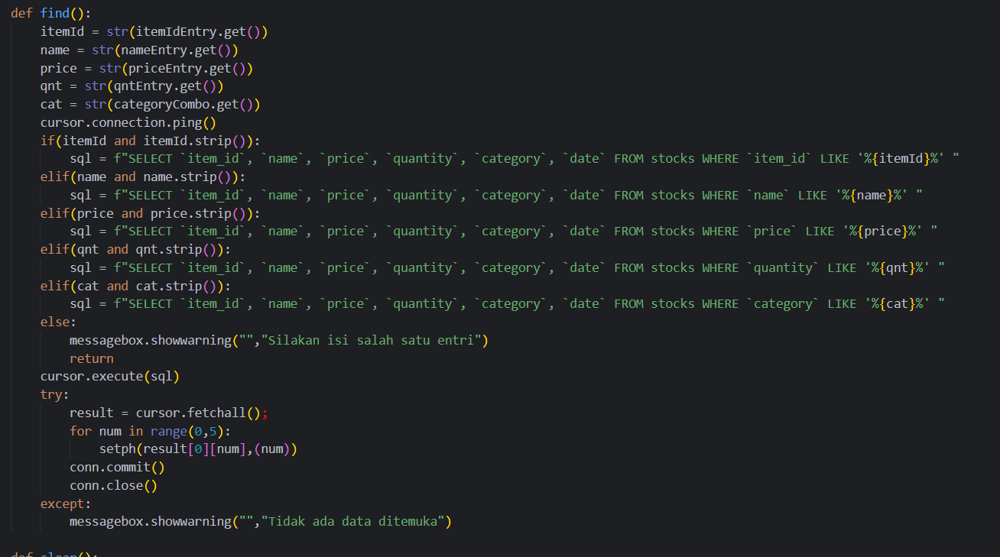 def find():
    itemId = str(itemIdEntry.get())
    name = str(nameEntry.get())
    price = str(priceEntry.get())
    qnt = str(qntEntry.get())
    cat = str(categoryCombo.get())
    cursor.connection.ping()
    if(itemId and itemId.strip()):
        sql = f"SELECT `item_id`, `name`, `price`, `quantity`, `category`, `date` FROM stocks WHERE `item_id` LIKE '%{itemId}%' "
    elif(name and name.strip()):
        sql = f"SELECT `item_id`, `name`, `price`, `quantity`, `category`, `date` FROM stocks WHERE `name` LIKE '%{name}%' "
    elif(price and price.strip()):
        sql = f"SELECT `item_id`, `name`, `price`, `quantity`, `category`, `date` FROM stocks WHERE `price` LIKE '%{price}%' "
    elif(qnt and qnt.strip()):
        sql = f"SELECT `item_id`, `name`, `price`, `quantity`, `category`, `date` FROM stocks WHERE `quantity` LIKE '%{qnt}%' "
    elif(cat and cat.strip()):
        sql = f"SELECT `item_id`, `name`, `price`, `quantity`, `category`, `date` FROM stocks WHERE `category` LIKE '%{cat}%' "
    else:
        messagebox.showwarning("","Silakan isi salah satu entri")
        return
    cursor.execute(sql)
    try:
        result = cursor.fetchall();
        for num in range(0,5):
            setph(result[0][num],(num))
        conn.commit()
        conn.close()
    except:
        messagebox.showwarning("","Tidak ada data ditemuka")
def clear():